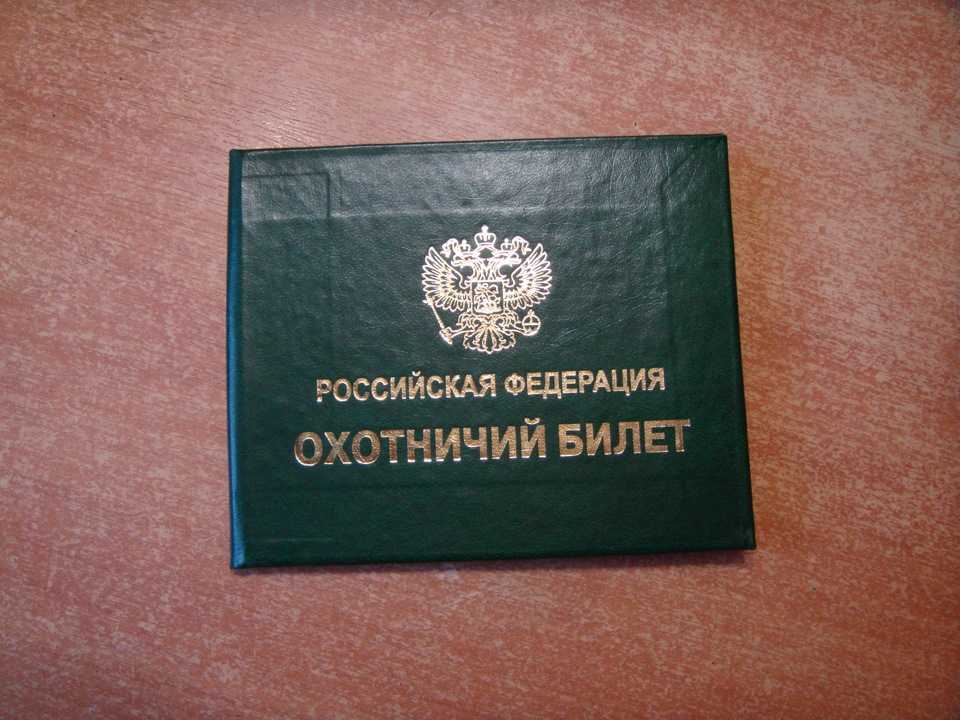 РОССИЙСКАЯ ФЕДЕРАЦИЯ
ОХОТНИЧИЙ БИЛЕТ